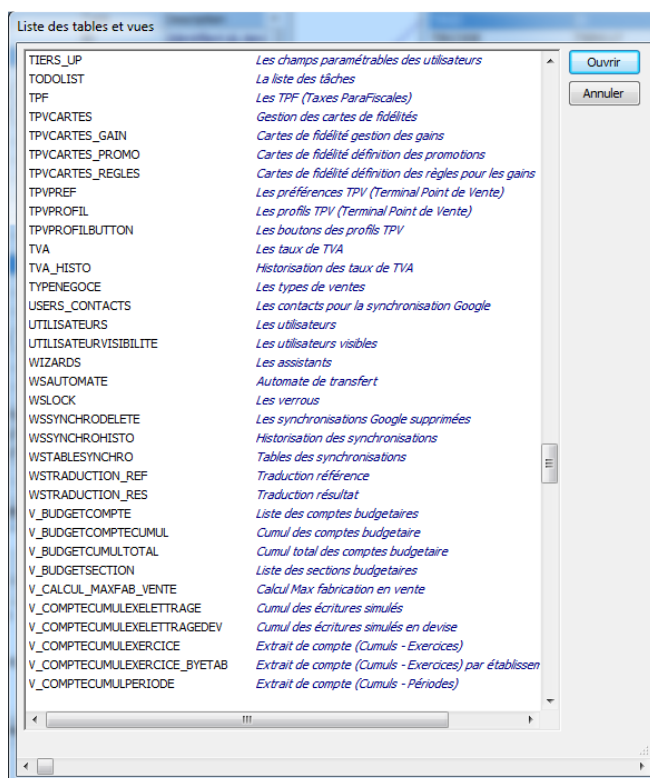 Liste des tables et vues
TIERS_UP Les champs paramétrables des utilisateurs
Ouvrir
TODOLIST La liste des tâches
Annuler
TPF Les TPF (Taxes ParaFiscales)
TPVCARTES Gestion des cartes de fidélités
TPVCARTES_GAIN Cartes de fidélité gestion des gains
TPVCARTES_PROMO Cartes de fidélité définition des promotions
TPVCARTES_REGLES Cartes de fidélité définition des règles pour les gains
TPVPREF Les préférences TPV (Terminal Point de Vente)
TPVPROFIL Les profils TPV (Terminal Point de Vente)
TPVPROFILBUTTON Les boutons des profils TPV
TVA Les taux de TVA
TVA_HISTO Historisation des taux de TVA
TYPENEGOCE Les types de ventes
USERS_CONTACTS Les contacts pour la synchronisation Google
UTILISATEURS Les utilisateurs
UTILISATEURVISIBILITE Les utilisateurs visibles
WIZARDS Les assistants
WSAUTOMATE Automate de transfert
WSLOCK Les verrous
WSSYNCHRODELETE Les synchronisations Google supprimées
WSSYNCHROHISTO Historisation des synchronisations
WSTABLESYNCHRO Tables des synchronisations
WSTRADUCTION_REF Traduction référence
WSTRADUCTION_RES Traduction résultat
V_BUDGETCOMPTE Liste des comptes budgetaires
V_BUDGETCOMPTECUMUL Cumul des comptes budgetaire
V_BUDGETCUMULTOTAL Cumul total des comptes budgetaire
V_BUDGETSECTION Liste des sections budgetaires
V_CALCUL_MAXFAB_VENTE Calcul Max fabrication en vente
V_COMPTECUMULEXELETTRAGE Cumul des écritures simulés
V_COMPTECUMULEXELETTRAGEDEV Cumul des écritures simulés en devise
V_COMPTECUMULEXERCICE Extrait de compte (Cumuls - Exercices)
V_COMPTECUMULEXERCICE_BYETAB Extrait de compte (Cumuls - Exercices) par établissen
V_COMPTECUMULPERIODE Extrait de compte (Cumuls - Périodes)